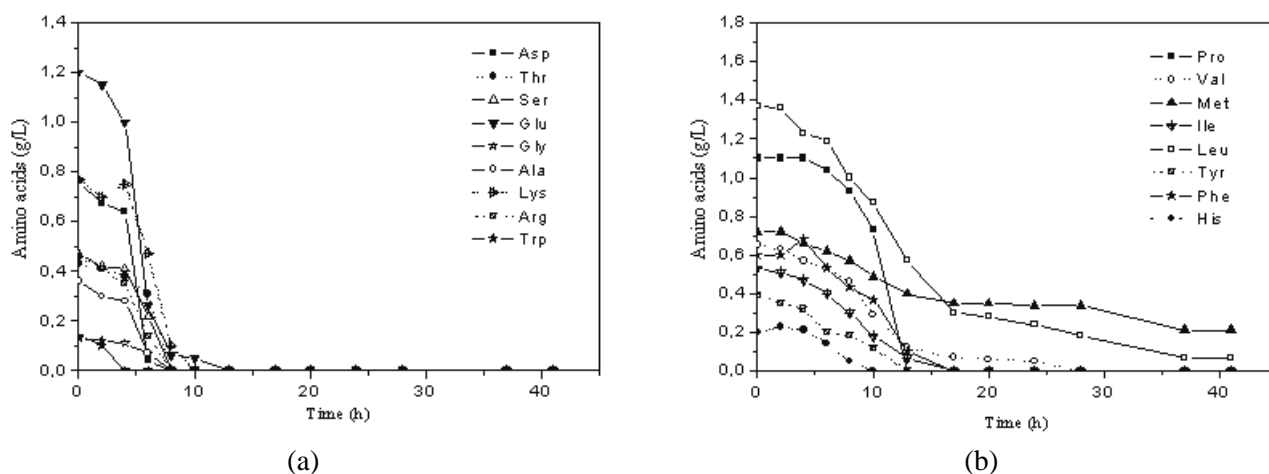 1,4
1,2
1,0
0,8
0,6
0,4
0,2
0,0
Amino acids (g/L)
0
10
20
30
40
Time (h)
Asp
Thr
Ser
Glu
Gly
Ala
Lys
Arg
Trp
(a)
1,8
1,6
1,4
1,2
1,0
0,8
0,6
0,4
0,2
0,0
Amino acids (g/L)
0
10
20
30
40
Time (h)
Pro
Val
Met
Ile
Leu
Tyr
Phe
His
(b)